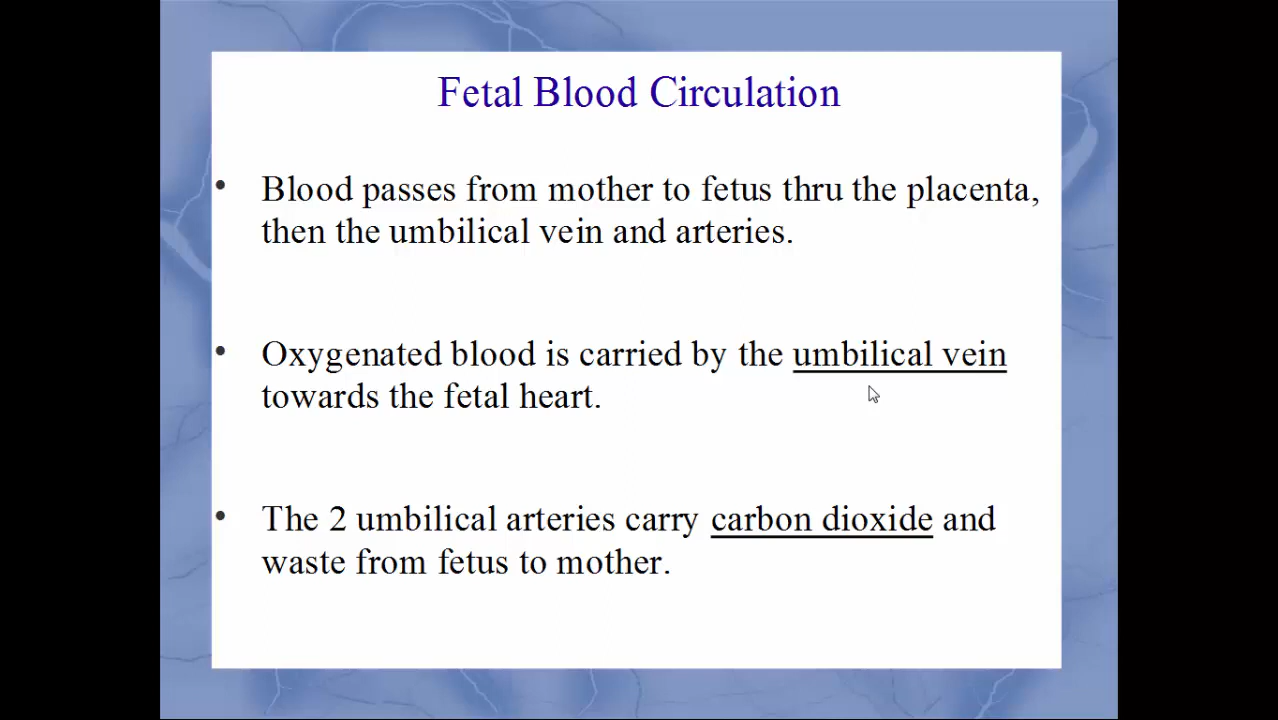 Fetal Blood Circulation
• Blood passes from mother to fetus thru the placenta,
then the umbilical vein and arteries.
• Oxygenated blood is carried by the umbilical vein
towards the fetal heart.
• The 2 umbilical arteries carry carbon dioxide and
waste from fetus to mother.